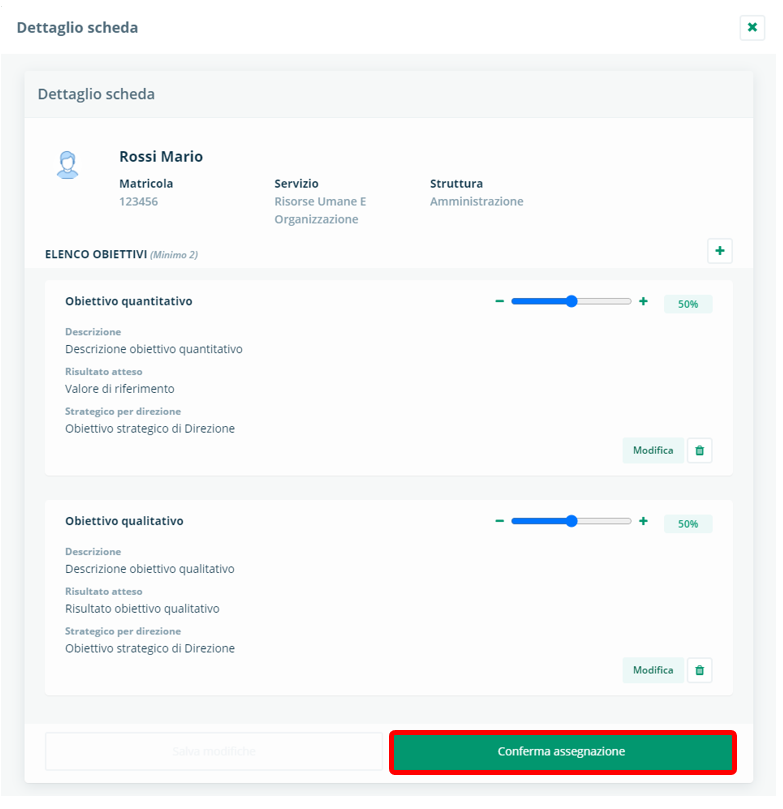 Dettaglio scheda
Dettaglio scheda
Rossi Mario
Matricola
123456
Servizio
Risorse Umane E
Organizzazione
Struttura
Amministrazione
ELENCO OBIETTIVI (Minimo 2)
Obiettivo quantitativo
50%
Descrizione
Descrizione obiettivo quantitativo
Risultato atteso
Valore di riferimento
Strategico per direzione
Obiettivo strategico di Direzione
Modifica
Obiettivo qualitativo
50%
Descrizione
Descrizione obiettivo qualitativo
Risultato atteso
Risultato obiettivo qualitativo
Strategico per direzione
Obiettivo strategico di Direzione
Modifica
Salva modifiche
Conferma assegnazione